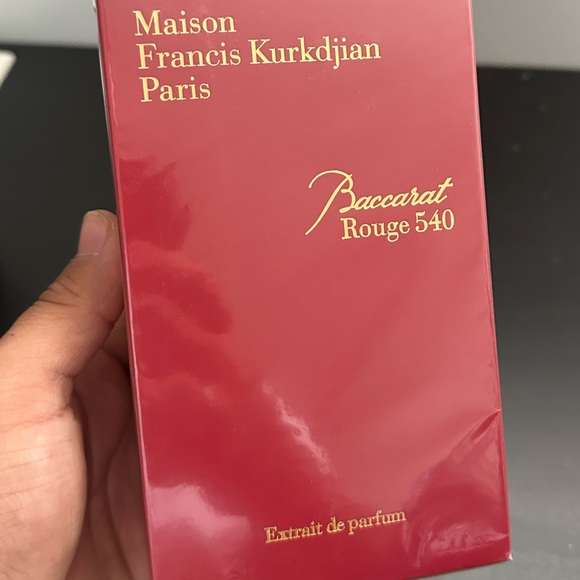 Maison
Francis Kurkdjian
Paris
Baccarat
Rouge 540
Extrait de parfum